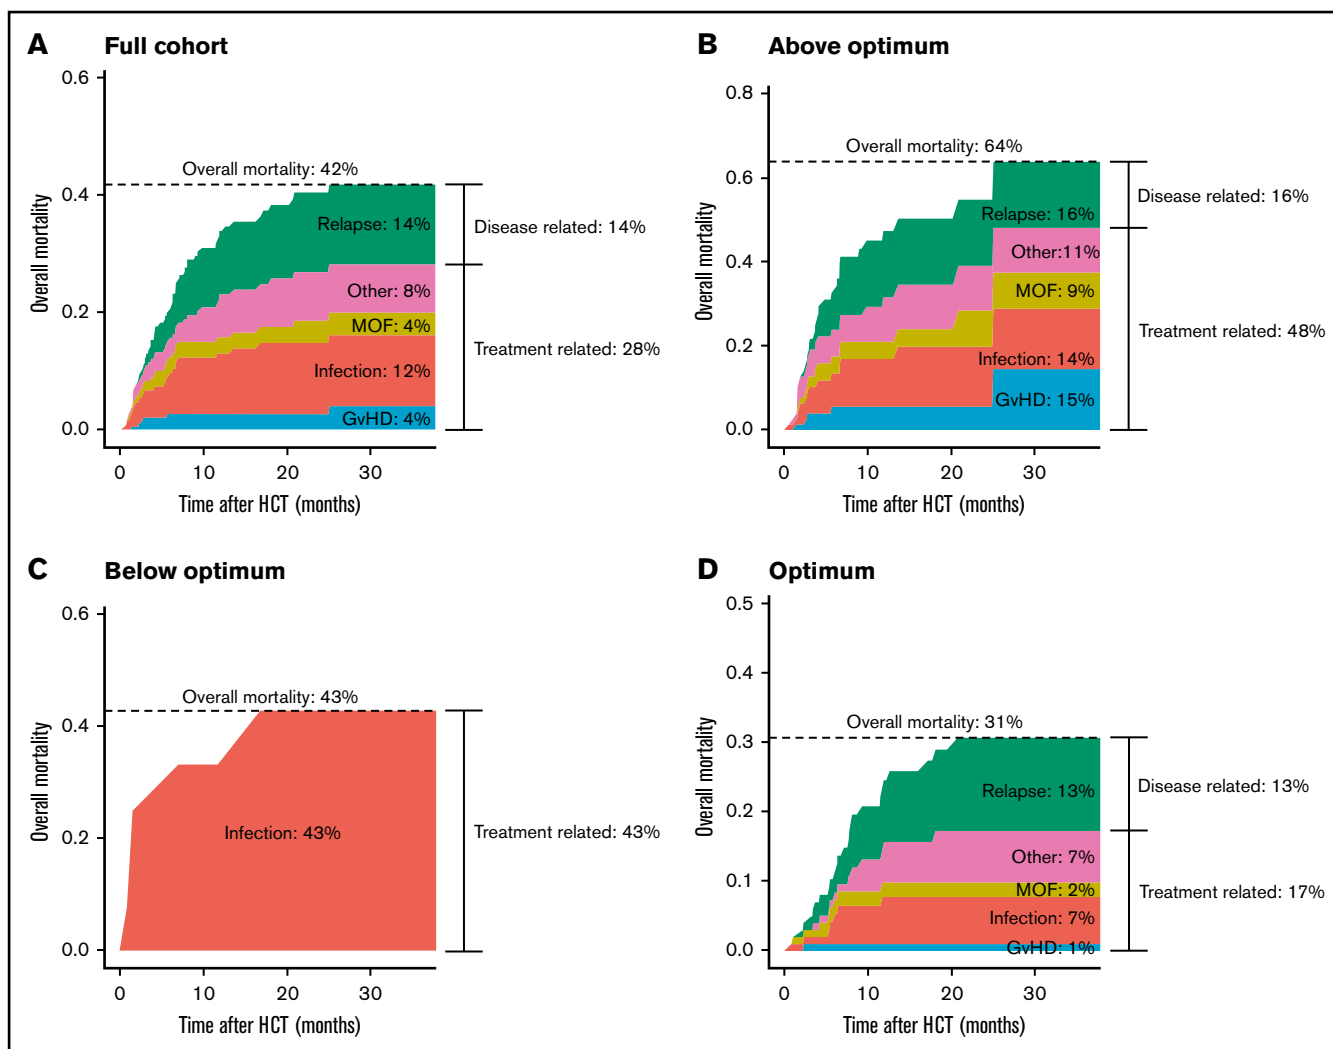 A Full cohort
0.6
0.4
0.2
0.0
Overall mortality
Overall mortality: 42%
Relapse: 14%
Other: 8%
MOF: 4%
Infection: 12%
GvHD: 4%
Disease related: 14%
Treatment related: 28%
0 10 20 30
Time after HCT (months)
B Above optimum
0.8
0.6
0.4
0.2
0.0
Overall mortality
Overall mortality: 64%
Relapse: 16%
Other:11%
MOF: 9%
Infection: 14%
GvHD: 15%
Disease related: 16%
Treatment related: 48%
0 10 20 30
Time after HCT (months)
C Below optimum
0.6
0.4
0.2
0.0
Overall mortality
Overall mortality: 43%
Infection: 43%
Treatment related: 43%
0 10 20 30
Time after HCT (months)
D Optimum
0.5
0.4
0.3
0.2
0.1
0.0
Overall mortality
Overall mortality: 31%
Relapse: 13%
Other: 7%
MOF: 2%
Infection: 7%
GvHD: 1%
Disease related: 13%
Treatment related: 17%
0 10 20 30
Time after HCT (months)